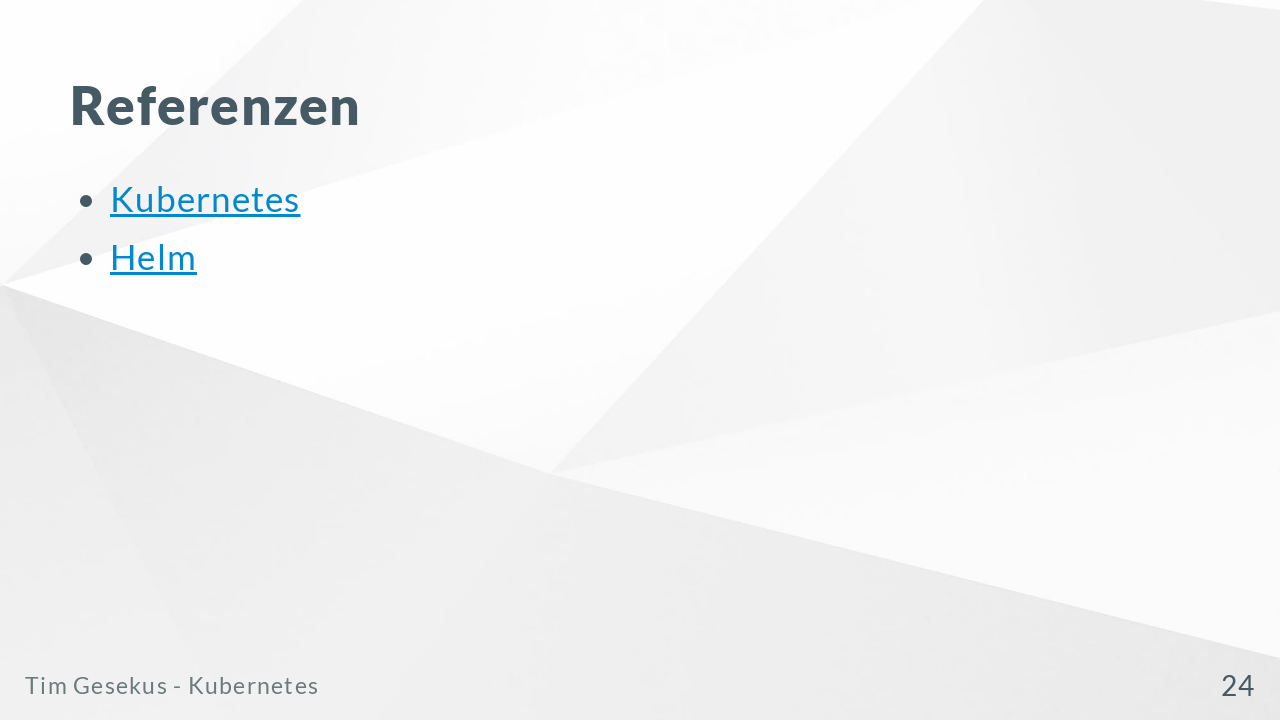 Referenzen
Kubernetes
Helm
Tim Gesekus - Kubernetes
24